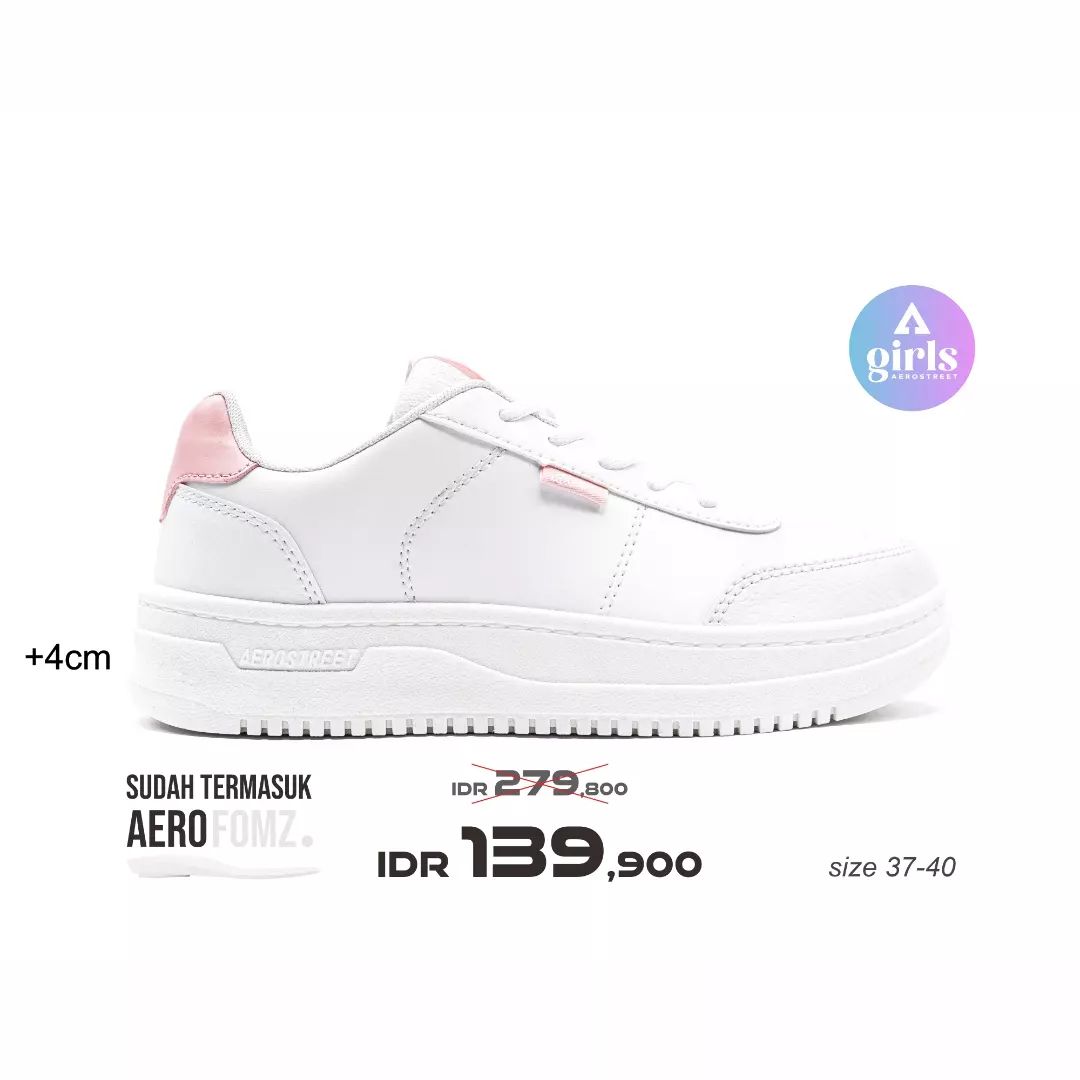 girls
AEROSTREET
+4cm
AEROSTREET
SUDAH TERMASUK
AEROFOMZ.
IDR 279,800
IDR 139,900
size 37-40